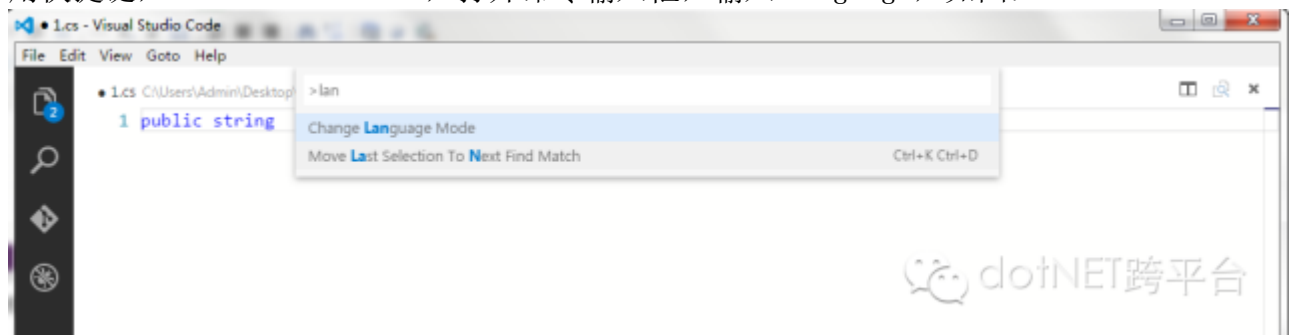 1.cs - Visual Studio Code
File Edit View Goto Help
1.cs C:\Users\Admin\Desktop
>lan
1 public string
Change Language Mode
Move Last Selection To Next Find Match Ctrl+K Ctrl+D
2
dotNET跨平台